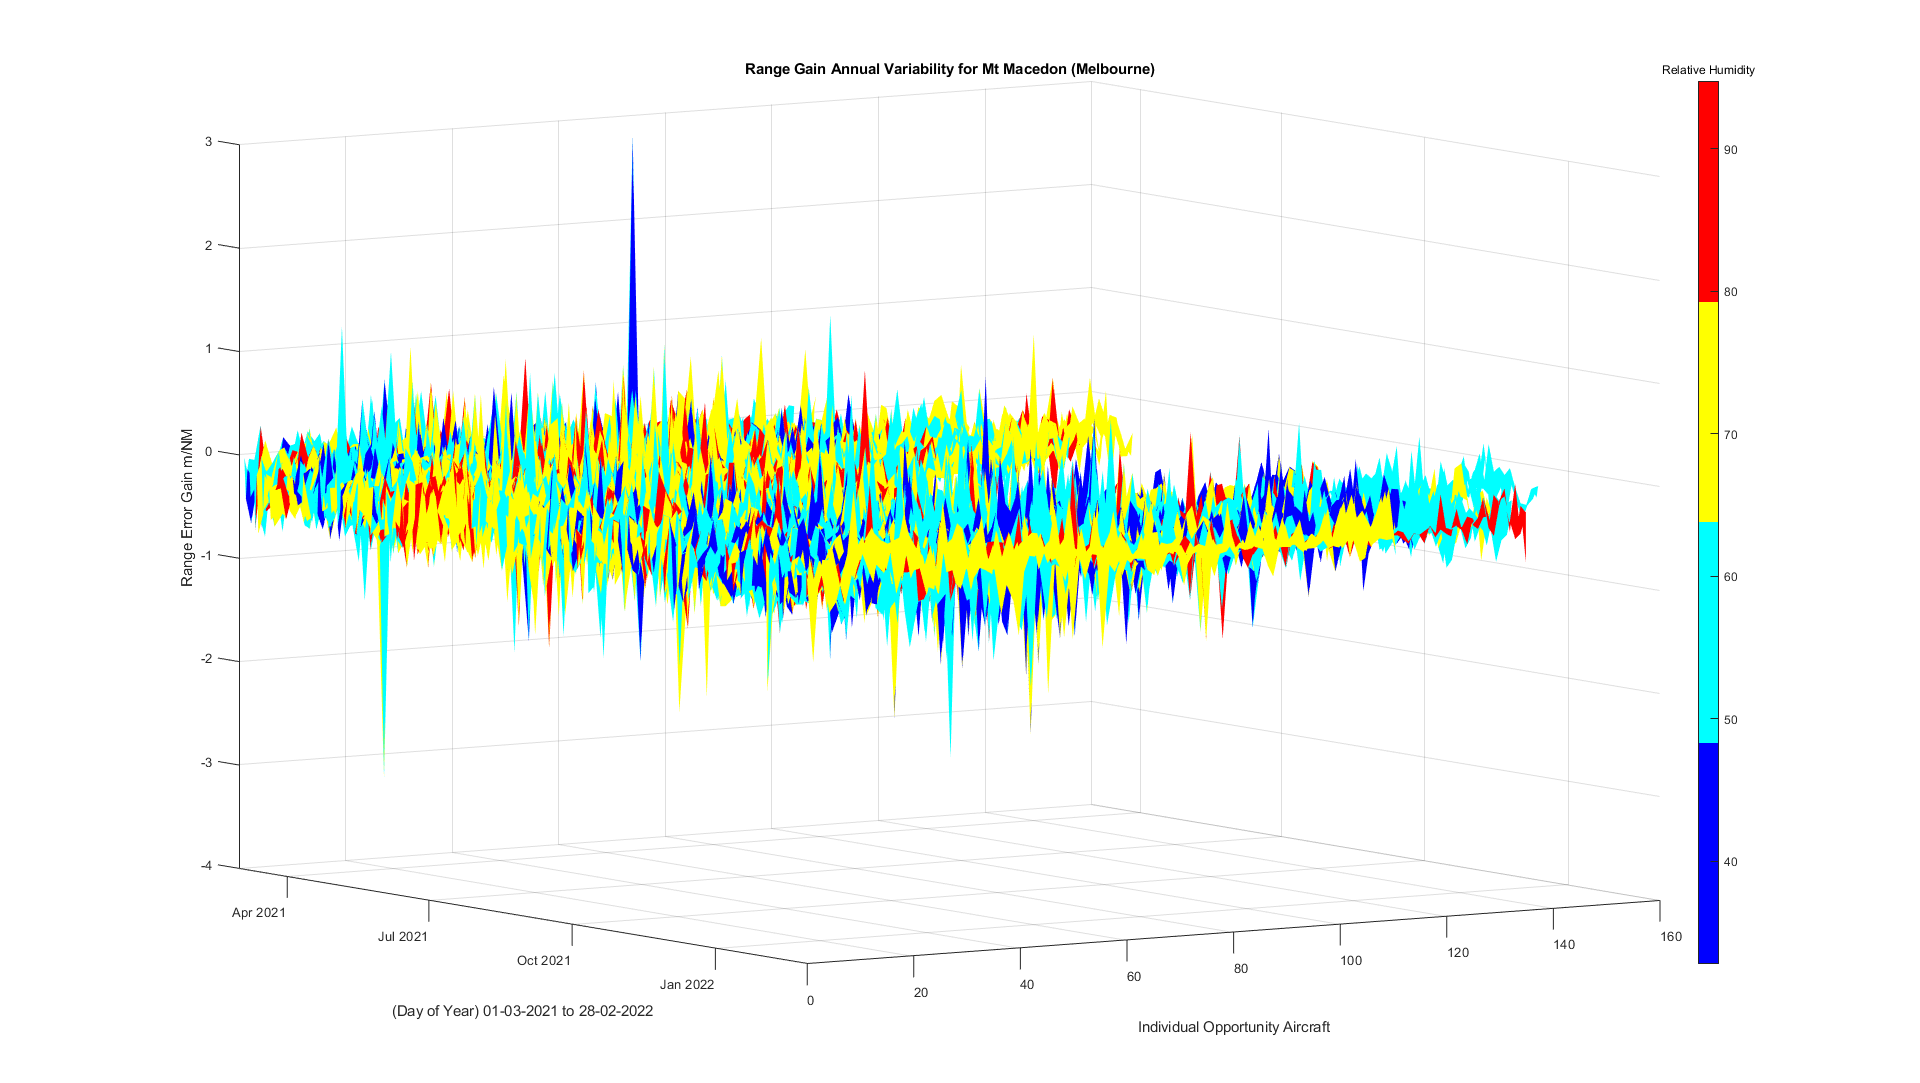 Range Gain Annual Variability for Mt Macedon (Melbourne)
Relative Humidity
3
2
1
0
-1
-2
-3
-4
Range Error Gain m/NM
90
80
70
60
50
40
Apr 2021
Jul 2021
Oct 2021
Jan 2022
(Day of Year) 01-03-2021 to 28-02-2022
0
20
40
60
80
100
120
140
160
Individual Opportunity Aircraft